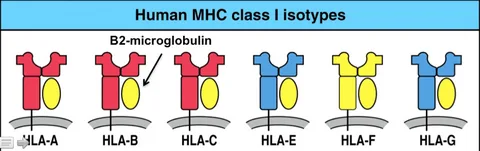 Human MHC class I isotypes
B2-microglobulin
HLA-A HLA-B HLA-C HLA-E HLA-F HLA-G